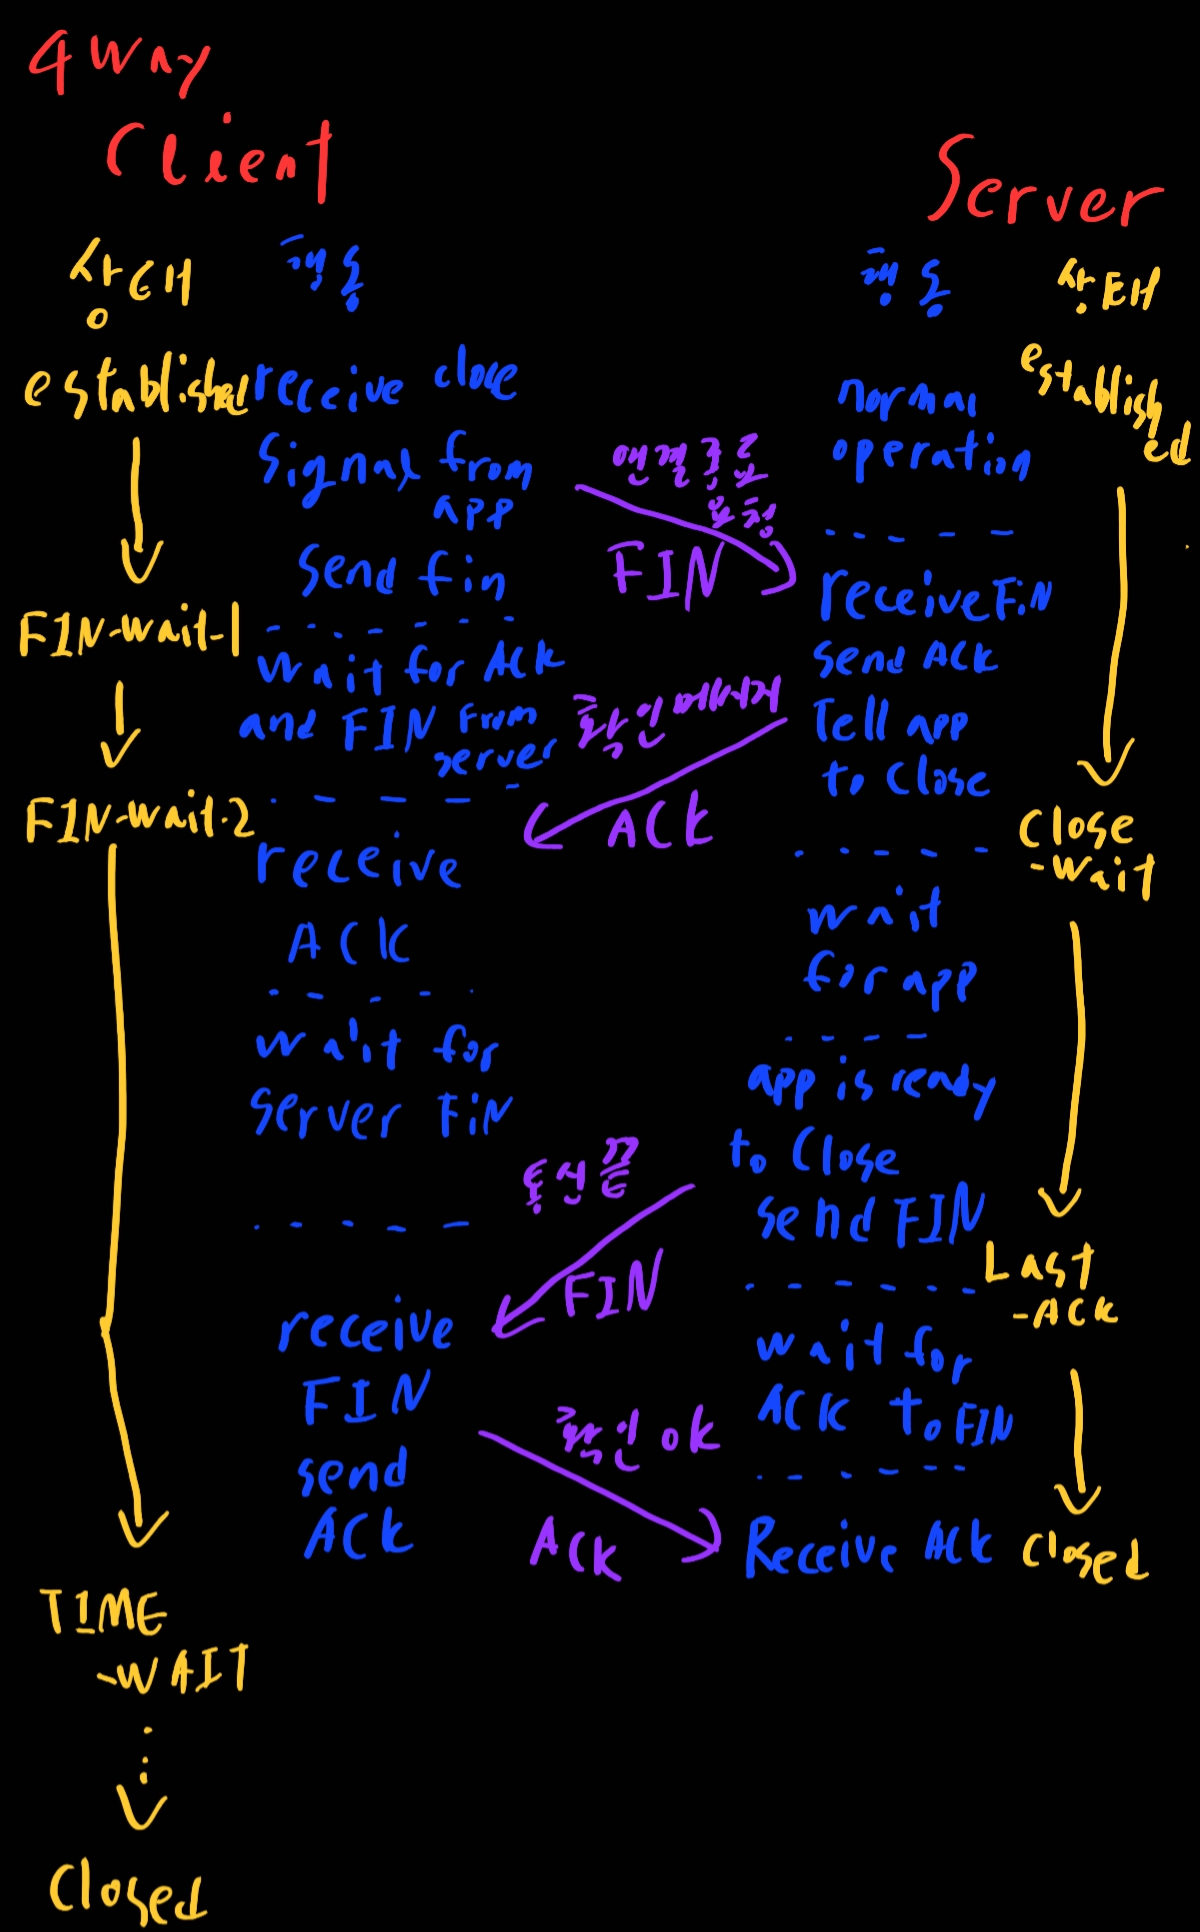 4way
Client
Server
상태
행동
행동
상태
established
receive close
signal from
app
send fin
FIN-wait-1
wait for ACK
and FIN from
server
FIN-wait-2
receive
ACK
wait for
server FiN
receive
FIN
send
ACK
TIME
-WAIT
closed
연결종료
요청
FIN
확인메시지
ACK
통신끝
FIN
확인 ok
ACK
normal
operation
receive FiN
send ACK
Tell app
to close
wait
for app
app is ready
to close
send FIN
wait for
ACK to FIN
Receive ACK
establish
ed
close
-wait
Last
-ACK
closed